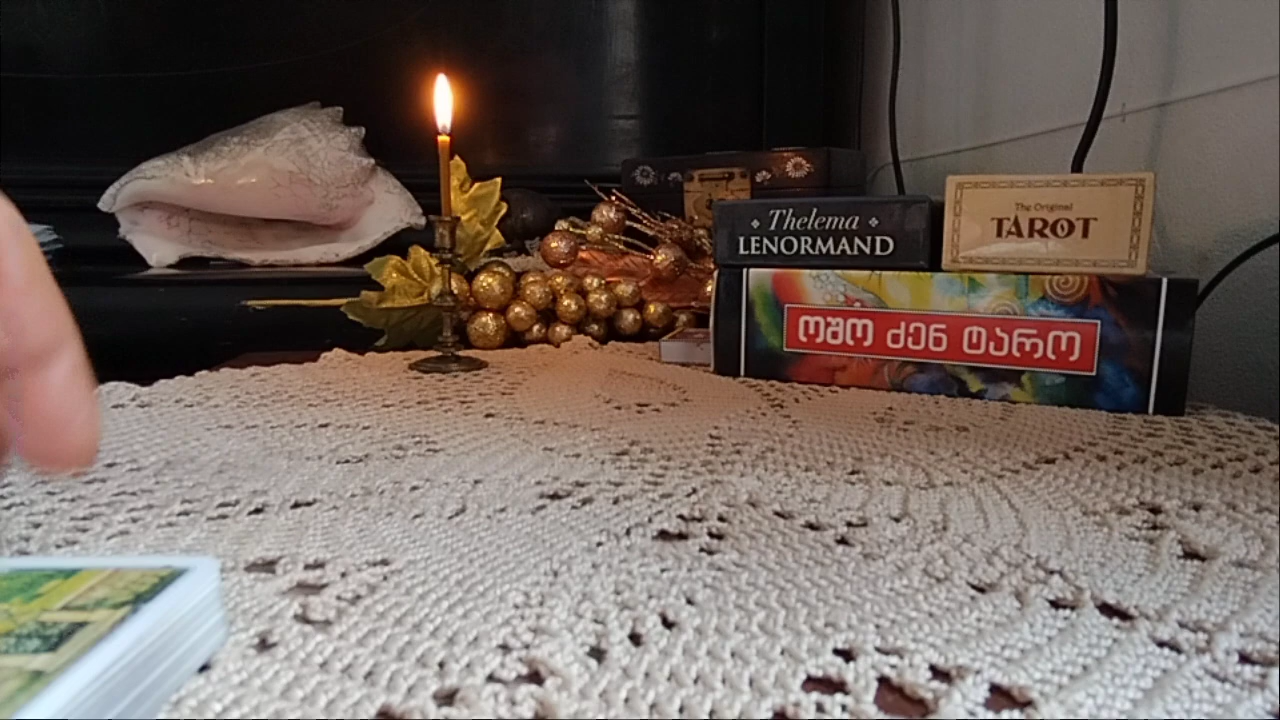 Thelema
LENORMAND
The Original
TAROT
ოშო ძენ ტარო